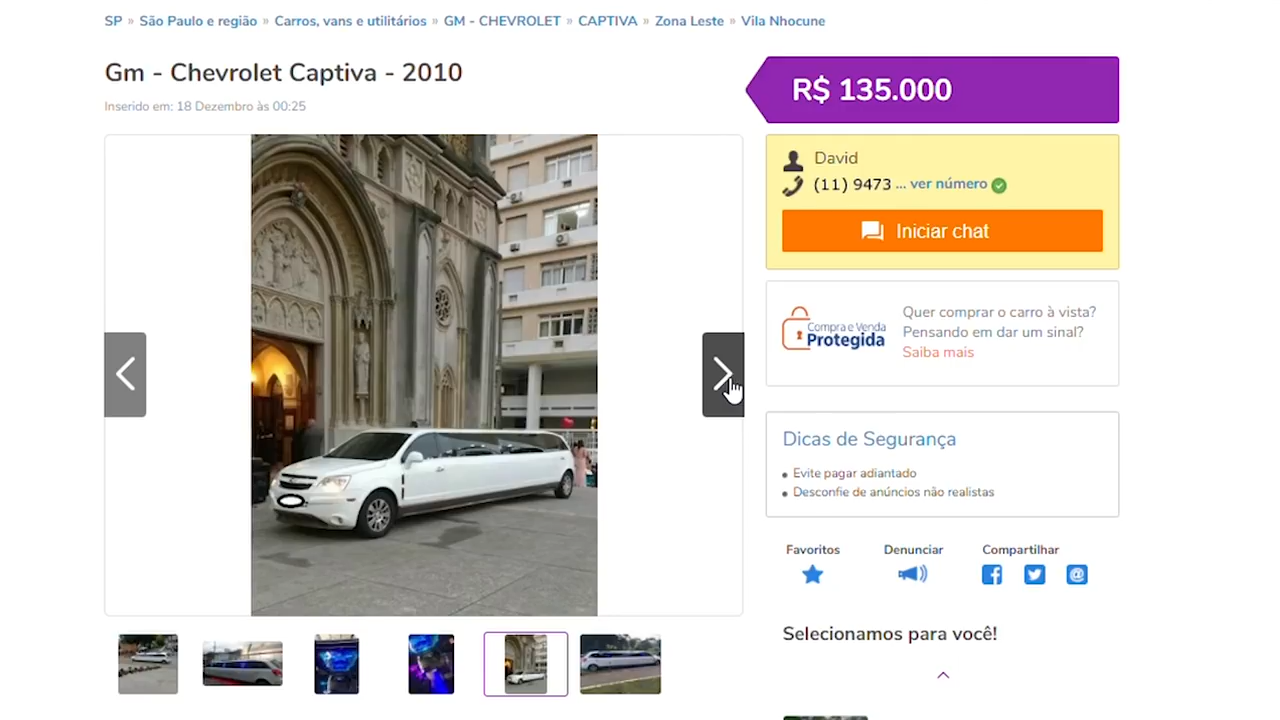 SP » São Paulo e região » Carros, vans e utilitários » GM - CHEVROLET » CAPTIVA » Zona Leste » Vila Nhocune
Gm - Chevrolet Captiva - 2010
Inserido em: 18 Dezembro às 00:25
R$ 135.000
David
(11) 9473 ... ver número
Iniciar chat
Compra e Venda
Protegida
Quer comprar o carro à vista?
Pensando em dar um sinal?
Saiba mais
Dicas de Segurança
Evite pagar adiantado
Desconfie de anúncios não realistas
Favoritos
Denunciar
Compartilhar
Selecionamos para você!